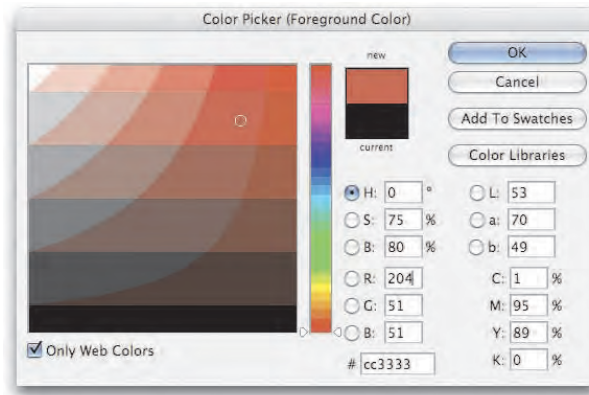 Color Picker (Foreground Color)
new
current
OK
Cancel
Add To Swatches
Color Libraries
H: 0 °
S: 75 %
B: 80 %
R: 204
G: 51
B: 51
# cc3333
L: 53
a: 70
b: 49
C: 1 %
M: 95 %
Y: 89 %
K: 0 %
Only Web Colors